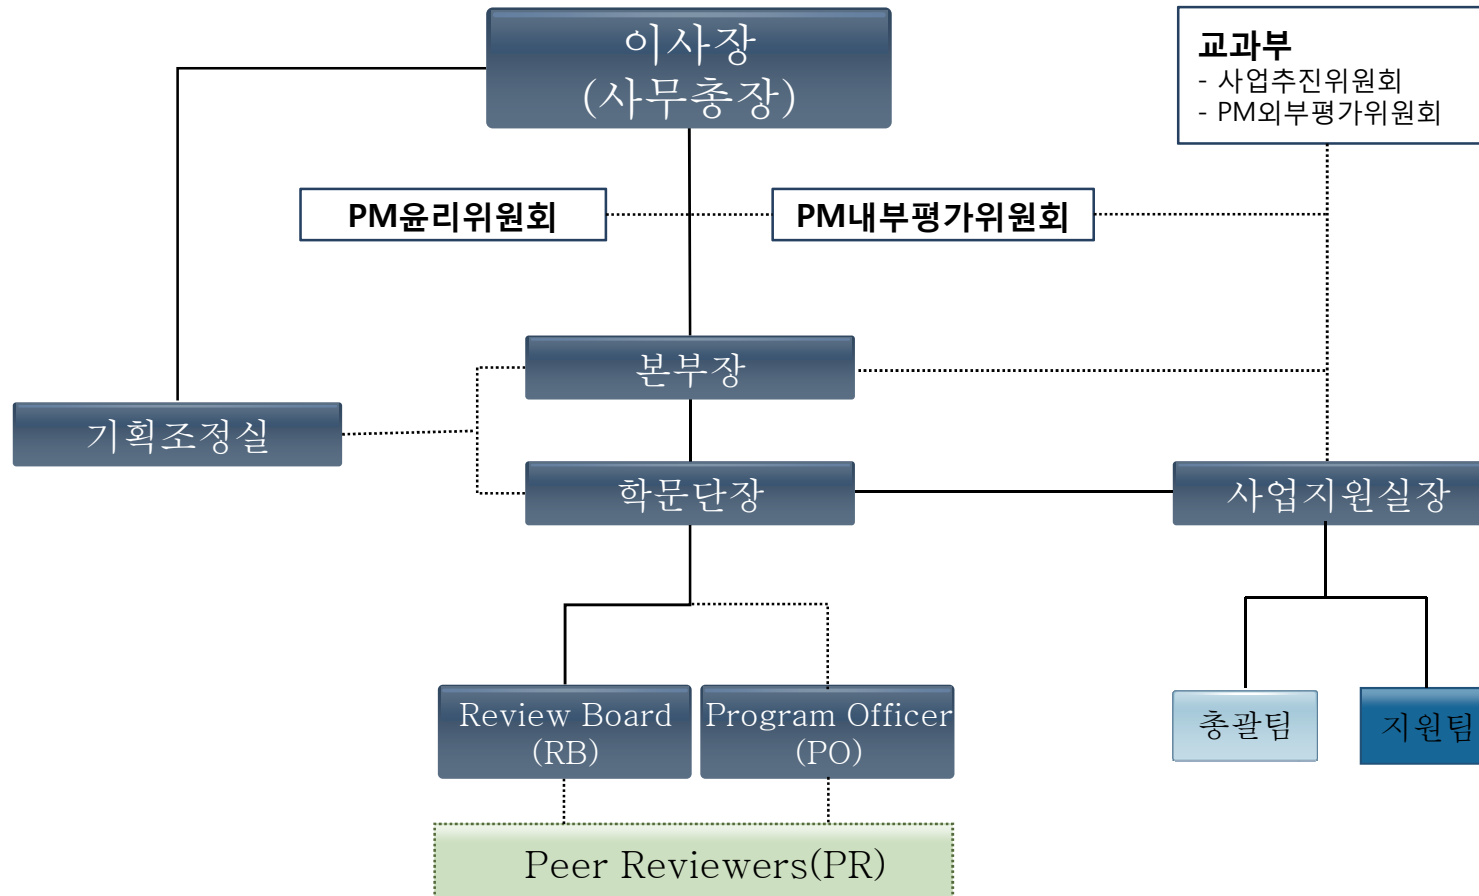 이사장
(사무총장)
교과부
- 사업추진위원회
- PM외부평가위원회
PM윤리위원회
PM내부평가위원회
본부장
기획조정실
학문단장
사업지원실장
Review Board
(RB)
Program Officer
(PO)
총괄팀
지원팀
Peer Reviewers(PR)